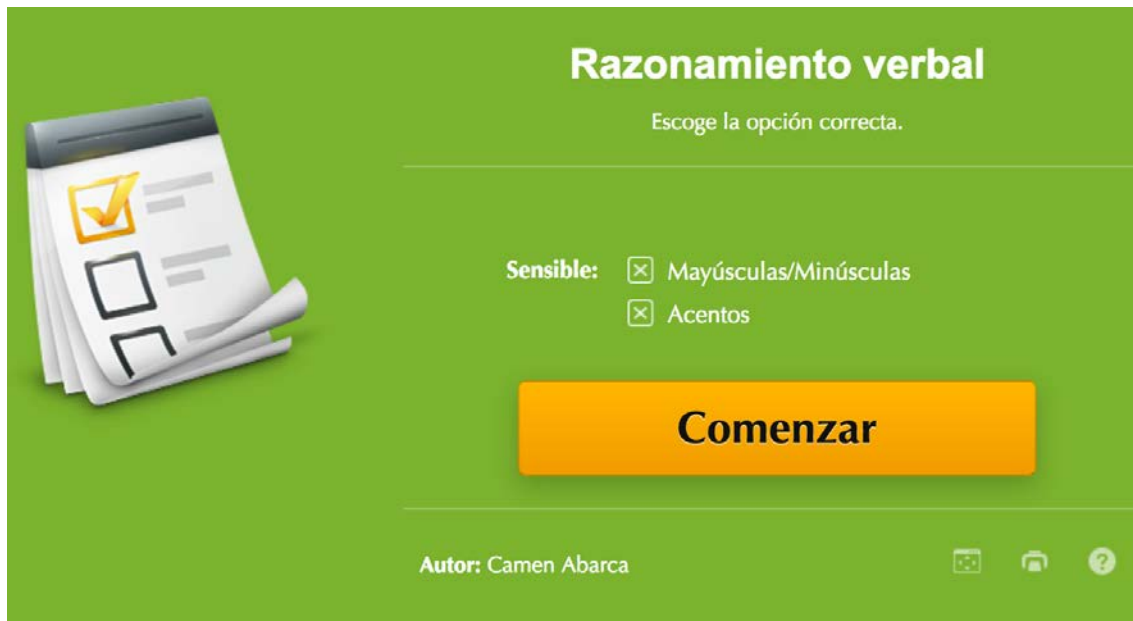 Razonamiento verbal
Escoge la opción correcta.
Sensible: Mayúsculas/Minúsculas
Acentos
Comenzar
Autor: Camen Abarca
?